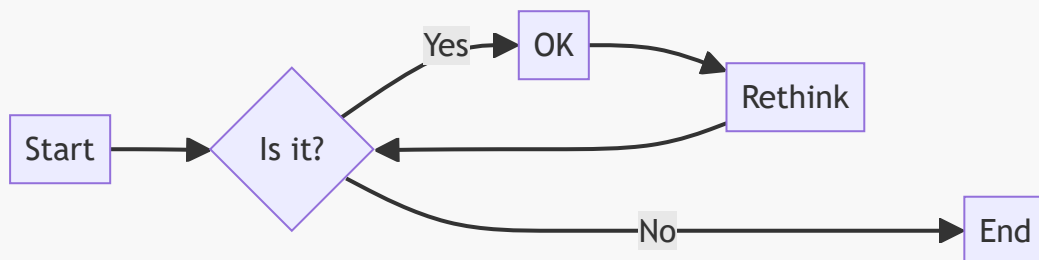 Start
Is it?
Yes
OK
Rethink
No
End